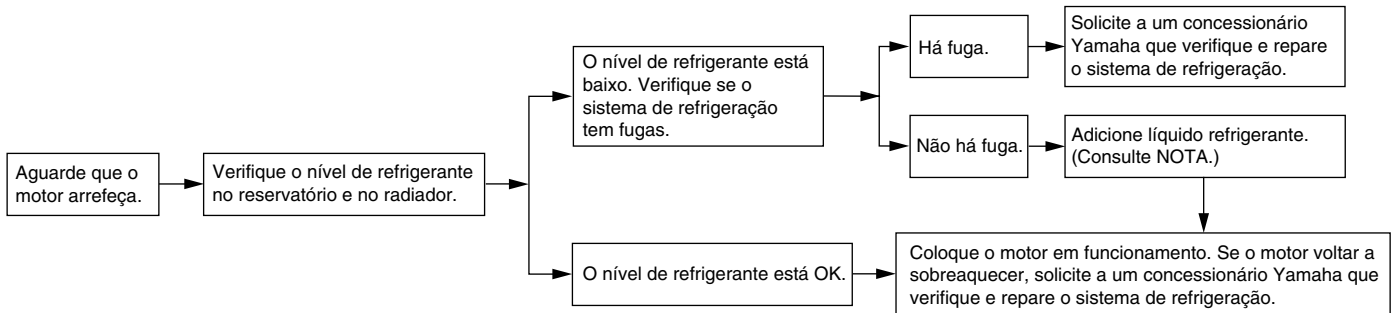 Aguarde que o
motor arrefeça.
Verifique o nível de refrigerante
no reservatório e no radiador.
O nível de refrigerante está
baixo. Verifique se o
sistema de refrigeração
tem fugas.
Há fuga.
Solicite a um concessionário
Yamaha que verifique e repare
o sistema de refrigeração.
Não há fuga.
Adicione líquido refrigerante.
(Consulte NOTA.)
O nível de refrigerante está OK.
Coloque o motor em funcionamento. Se o motor voltar a
sobreaquecer, solicite a um concessionário Yamaha que
verifique e repare o sistema de refrigeração.